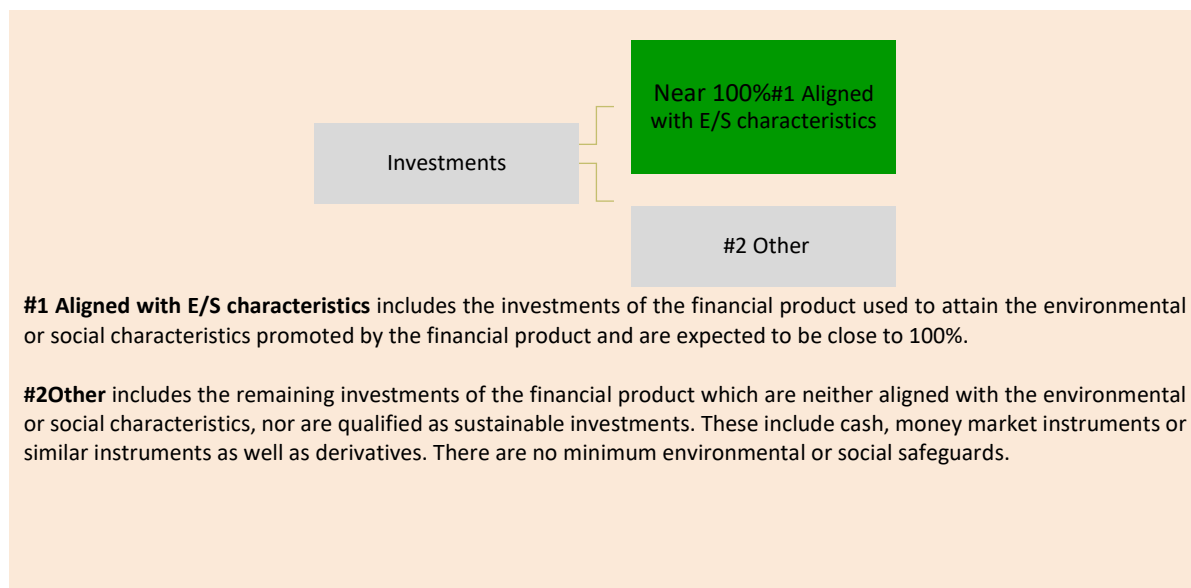 Near 100%#1 Aligned
with E/S characteristics
Investments
#2 Other
#1 Aligned with E/S characteristics includes the investments of the financial product used to attain the environmental
or social characteristics promoted by the financial product and are expected to be close to 100%.
#2Other includes the remaining investments of the financial product which are neither aligned with the environmental
or social characteristics, nor are qualified as sustainable investments. These include cash, money market instruments or
similar instruments as well as derivatives. There are no minimum environmental or social safeguards.